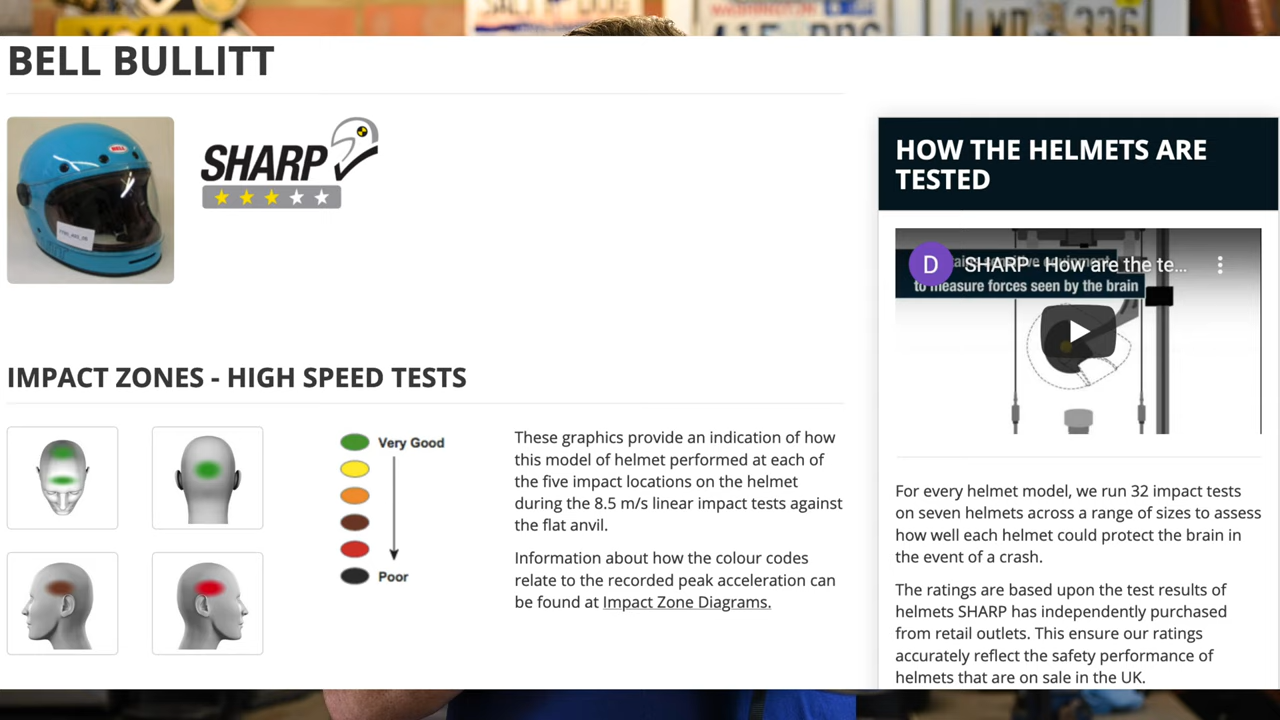 WASHINGTON
BELL BULLITT
BELL
SHARP
HOW THE HELMETS ARE
TESTED
D
SHARP - How are the te...
to measure forces seen by the brain
IMPACT ZONES - HIGH SPEED TESTS
Very Good
Poor
These graphics provide an indication of how
this model of helmet performed at each of
the five impact locations on the helmet
during the 8.5 m/s linear impact tests against
the flat anvil.
Information about how the colour codes
relate to the recorded peak acceleration can
be found at Impact Zone Diagrams.
For every helmet model, we run 32 impact tests
on seven helmets across a range of sizes to assess
how well each helmet could protect the brain in
the event of a crash.
The ratings are based upon the test results of
helmets SHARP has independently purchased
from retail outlets. This ensure our ratings
accurately reflect the safety performance of
helmets that are on sale in the UK.